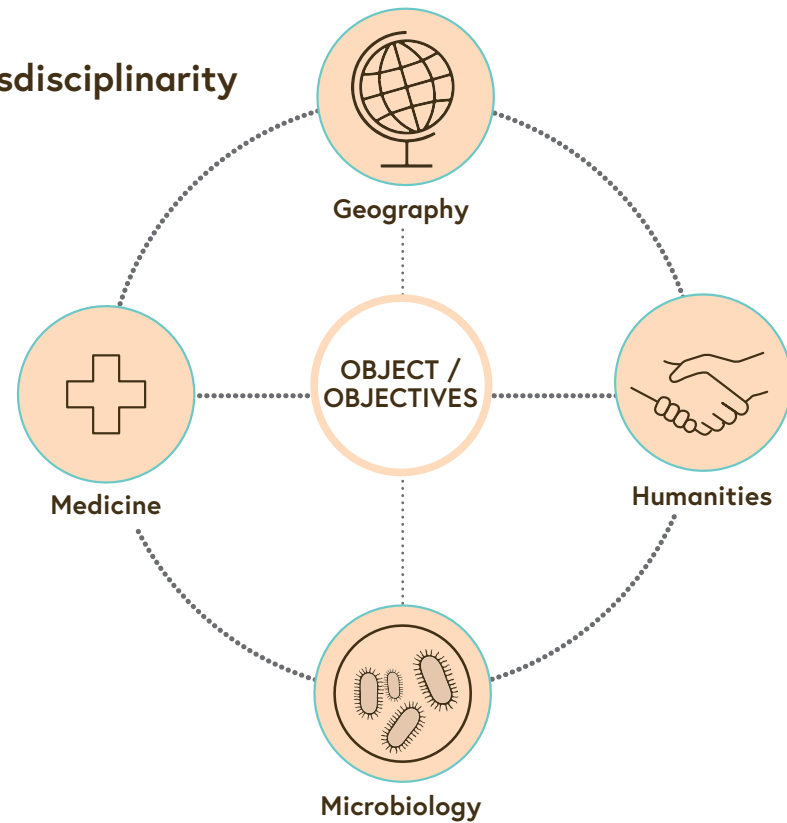 sdisciplinarity
Geography
OBJECT /
OBJECTIVES
Medicine
Humanities
Microbiology